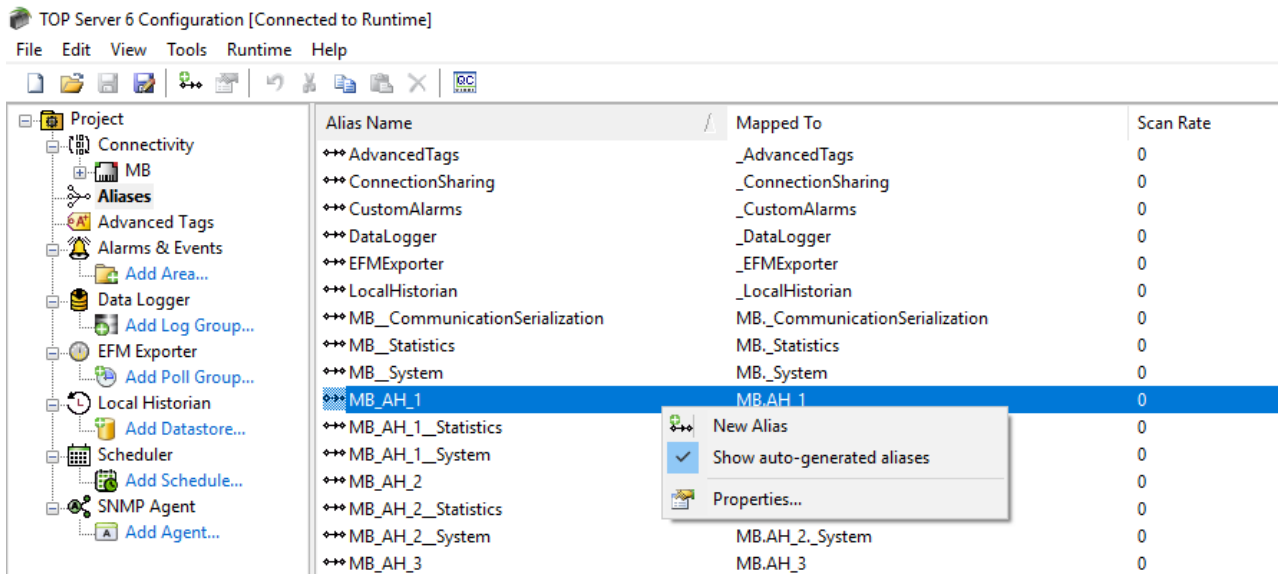 TOP Server 6 Configuration [Connected to Runtime]
File Edit View Tools Runtime Help
QC
Project
Connectivity
MB
Aliases
Advanced Tags
Alarms & Events
Add Area...
Data Logger
Add Log Group...
EFM Exporter
Add Poll Group...
Local Historian
Add Datastore...
Scheduler
Add Schedule...
SNMP Agent
Add Agent...
Alias Name Mapped To Scan Rate
AdvancedTags _AdvancedTags 0
ConnectionSharing _ConnectionSharing 0
CustomAlarms _CustomAlarms 0
DataLogger _DataLogger 0
EFMExporter _EFMExporter 0
LocalHistorian _LocalHistorian 0
MB__CommunicationSerialization MB._CommunicationSerialization 0
MB__Statistics MB._Statistics 0
MB__System MB._System 0
MB_AH_1 MB.AH_1 0
MB_AH_1__Statistics 0
MB_AH_1__System 0
MB_AH_2 0
MB_AH_2__Statistics 0
MB_AH_2__System MB.AH_2._System 0
MB_AH_3 MB.AH_3 0
New Alias
Show auto-generated aliases
Properties...